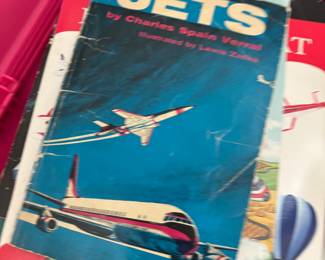 JETS
by Charles Spain Verral
Illustrated by Lewis Zacks